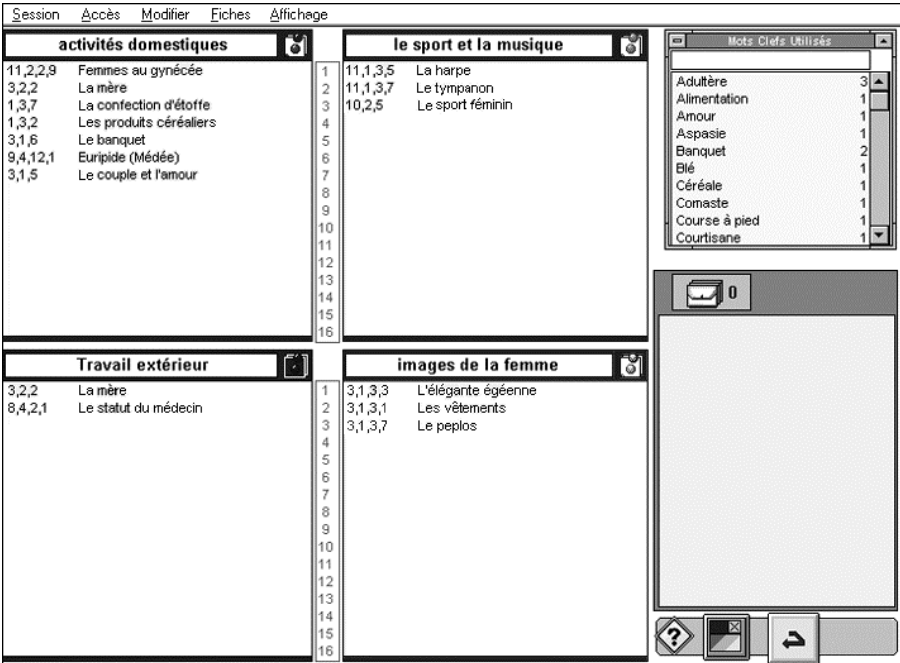 Session Accès Modifier Fiches Affichage
activités domestiques
11,2,2,9 Femmes au gynécée
3,2,2 La mère
1,3,7 La confection d'étoffe
1,3,2 Les produits céréaliers
3,1,6 Le banquet
9,4,12,1 Euripide (Médée)
3,1,5 Le couple et l'amour
1
2
3
4
5
6
7
8
9
10
11
12
13
14
15
16
le sport et la musique
11,1,3,5 La harpe
11,1,3,7 Le tympanon
10,2,5 Le sport féminin
Mots Clefs Utilisés
Adultère 3
Alimentation 1
Amour 1
Aspasie 1
Banquet 2
Blé 1
Céréale 1
Comaste 1
Course à pied 1
Courtisane 1
0
Travail extérieur
3,2,2 La mère
8,4,2,1 Le statut du médecin
1
2
3
4
5
6
7
8
9
10
11
12
13
14
15
16
images de la femme
3,1,3,3 L'élégante égéenne
3,1,3,1 Les vêtements
3,1,3,7 Le peplos
?